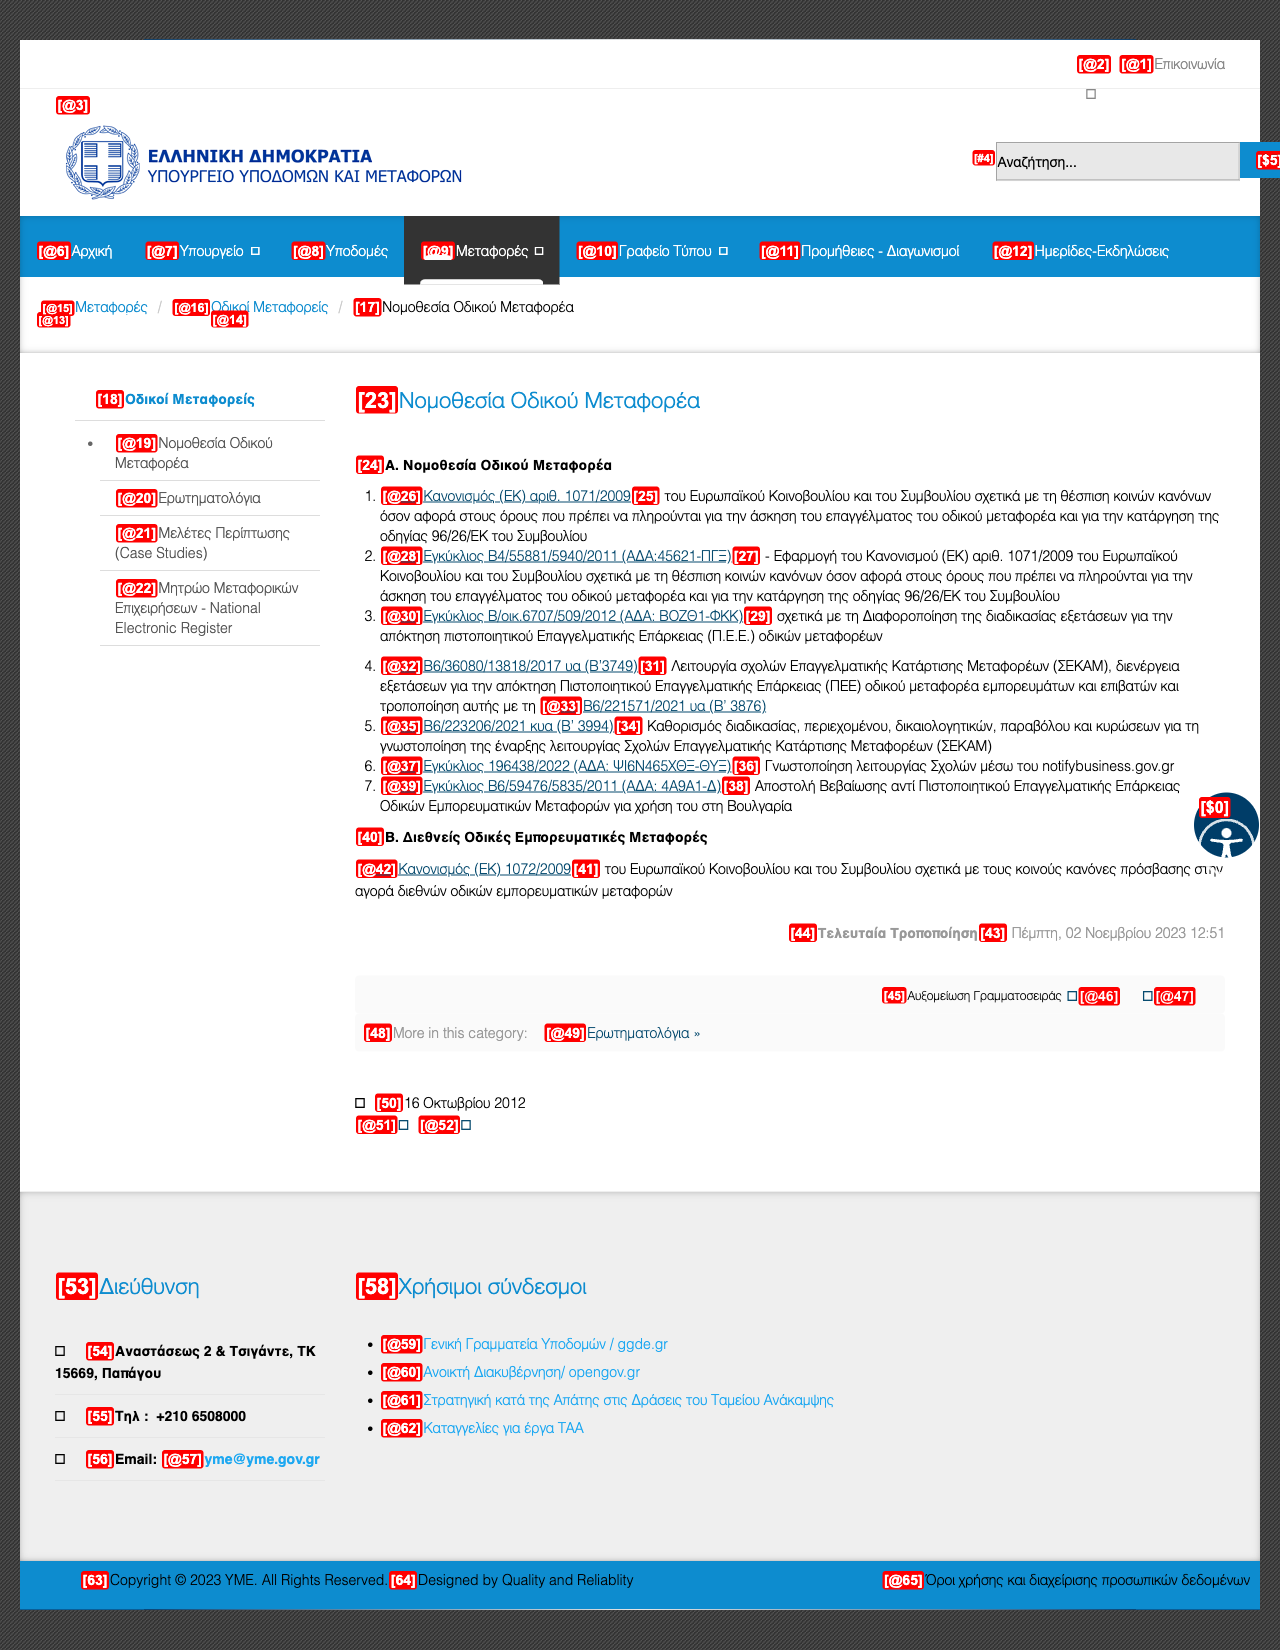 [@2] [@1]Επικοινωνία
[@3]
ΕΛΛΗΝΙΚΗ ΔΗΜΟΚΡΑΤΙΑ
ΥΠΟΥΡΓΕΙΟ ΥΠΟΔΟΜΩΝ ΚΑΙ ΜΕΤΑΦΟΡΩΝ
[#4] Αναζήτηση... [$5]
[@6]Αρχική [@7]Υπουργείο [@8]Υποδομές [@9]Μεταφορές [@10]Γραφείο Τύπου [@11]Προμήθειες - Διαγωνισμοί [@12]Ημερίδες-Εκδηλώσεις
[@15]Μεταφορές / [@16]Οδικοί Μεταφορείς / [17]Νομοθεσία Οδικού Μεταφορέα
[@13] [@14]
[18]Οδικοί Μεταφορείς
• [@19]Νομοθεσία Οδικού
Μεταφορέα
[@20]Ερωτηματολόγια
[@21]Μελέτες Περίπτωσης
(Case Studies)
[@22]Μητρώο Μεταφορικών
Επιχειρήσεων - National
Electronic Register
[23]Νομοθεσία Οδικού Μεταφορέα
[24]Α. Νομοθεσία Οδικού Μεταφορέα
1. [@26]Κανονισμός (ΕΚ) αριθ. 1071/2009[25] του Ευρωπαϊκού Κοινοβουλίου και του Συμβουλίου σχετικά με τη θέσπιση κοινών κανόνων
όσον αφορά στους όρους που πρέπει να πληρούνται για την άσκηση του επαγγέλματος του οδικού μεταφορέα και για την κατάργηση της
οδηγίας 96/26/ΕΚ του Συμβουλίου
2. [@28]Εγκύκλιος Β4/55881/5940/2011 (ΑΔΑ:45621-ΠΓΞ)[27] - Εφαρμογή του Κανονισμού (ΕΚ) αριθ. 1071/2009 του Ευρωπαϊκού
Κοινοβουλίου και του Συμβουλίου σχετικά με τη θέσπιση κοινών κανόνων όσον αφορά στους όρους που πρέπει να πληρούνται για την
άσκηση του επαγγέλματος του οδικού μεταφορέα και για την κατάργηση της οδηγίας 96/26/ΕΚ του Συμβουλίου
3. [@30]Εγκύκλιος Β/οικ.6707/509/2012 (ΑΔΑ: ΒΟΖΘ1-ΦΚΚ)[29] σχετικά με τη Διαφοροποίηση της διαδικασίας εξετάσεων για την
απόκτηση πιστοποιητικού Επαγγελματικής Επάρκειας (Π.Ε.Ε.) οδικών μεταφορέων
4. [@32]Β6/36080/13818/2017 υα (Β'3749)[31] Λειτουργία σχολών Επαγγελματικής Κατάρτισης Μεταφορέων (ΣΕΚΑΜ), διενέργεια
εξετάσεων για την απόκτηση Πιστοποιητικού Επαγγελματικής Επάρκειας (ΠΕΕ) οδικού μεταφορέα εμπορευμάτων και επιβατών και
τροποποίηση αυτής με τη [@33]Β6/221571/2021 υα (Β' 3876)
5. [@35]Β6/223206/2021 κυα (Β' 3994)[34] Καθορισμός διαδικασίας, περιεχομένου, δικαιολογητικών, παραβόλου και κυρώσεων για τη
γνωστοποίηση της έναρξης λειτουργίας Σχολών Επαγγελματικής Κατάρτισης Μεταφορέων (ΣΕΚΑΜ)
6. [@37]Εγκύκλιος 196438/2022 (ΑΔΑ: ΨΙ6Ν465ΧΘΞ-ΘΥΞ)[36] Γνωστοποίηση λειτουργίας Σχολών μέσω του notifybusiness.gov.gr
7. [@39]Εγκύκλιος Β6/59476/5835/2011 (ΑΔΑ: 4Α9Α1-Δ)[38] Αποστολή Βεβαίωσης αντί Πιστοποιητικού Επαγγελματικής Επάρκειας
Οδικών Εμπορευματικών Μεταφορών για χρήση του στη Βουλγαρία
[$0]
[40]Β. Διεθνείς Οδικές Εμπορευματικές Μεταφορές
[@42]Κανονισμός (ΕΚ) 1072/2009[41] του Ευρωπαϊκού Κοινοβουλίου και του Συμβουλίου σχετικά με τους κοινούς κανόνες πρόσβασης στην
αγορά διεθνών οδικών εμπορευματικών μεταφορών
[44]Τελευταία Τροποποίηση[43] Πέμπτη, 02 Νοεμβρίου 2023 12:51
[45]Αυξομείωση Γραμματοσειράς [@46] [@47]
[48]More in this category: [@49]Ερωτηματολόγια »
[50]16 Οκτωβρίου 2012
[@51] [@52]
[53]Διεύθυνση
[54]Αναστάσεως 2 & Τσιγάντε, ΤΚ
15669, Παπάγου
[55]Τηλ : +210 6508000
[56]Email: [@57]yme@yme.gov.gr
[58]Χρήσιμοι σύνδεσμοι
• [@59]Γενική Γραμματεία Υποδομών / ggde.gr
• [@60]Ανοικτή Διακυβέρνηση/ opengov.gr
• [@61]Στρατηγική κατά της Απάτης στις Δράσεις του Ταμείου Ανάκαμψης
• [@62]Καταγγελίες για έργα ΤΑΑ
[63]Copyright © 2023 YME. All Rights Reserved.[64]Designed by Quality and Reliablity [@65]Όροι χρήσης και διαχείρισης προσωπικών δεδομένων